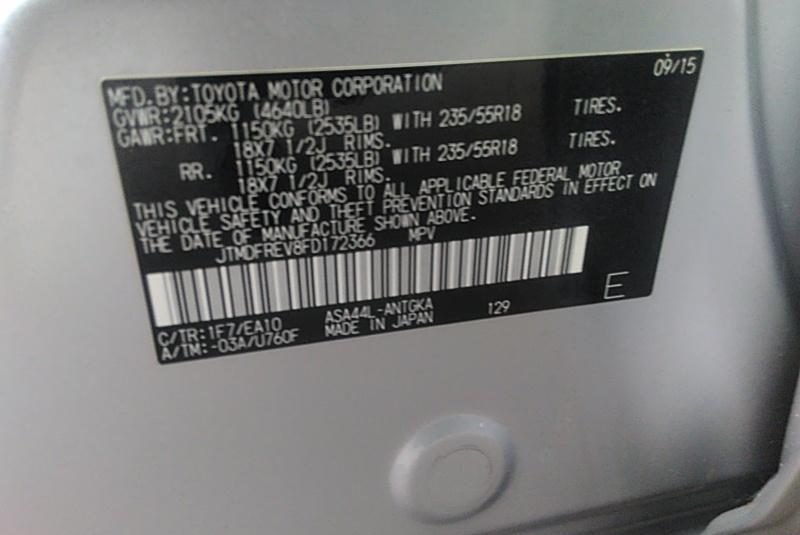 09/15
MFD.BY:TOYOTA MOTOR CORPORATION
GVWR:2105KG (4640LB)
GAWR:FRT. 1150KG (2535LB) WITH 235/55R18 TIRES.
18X7 1/2J RIMS.
RR. 1150KG (2535LB) WITH 235/55R18 TIRES.
18X7 1/2J RIMS.
THIS VEHICLE CONFORMS TO ALL APPLICABLE FEDERAL MOTOR
VEHICLE SAFETY AND THEFT PREVENTION STANDARDS IN EFFECT ON
THE DATE OF MANUFACTURE SHOWN ABOVE.
JTMDFREV8FD172366 MPV
E
C/TR:1F7/EA10 ASA44L-ANTGKA 129
A/TM:-03A/U760F MADE IN JAPAN